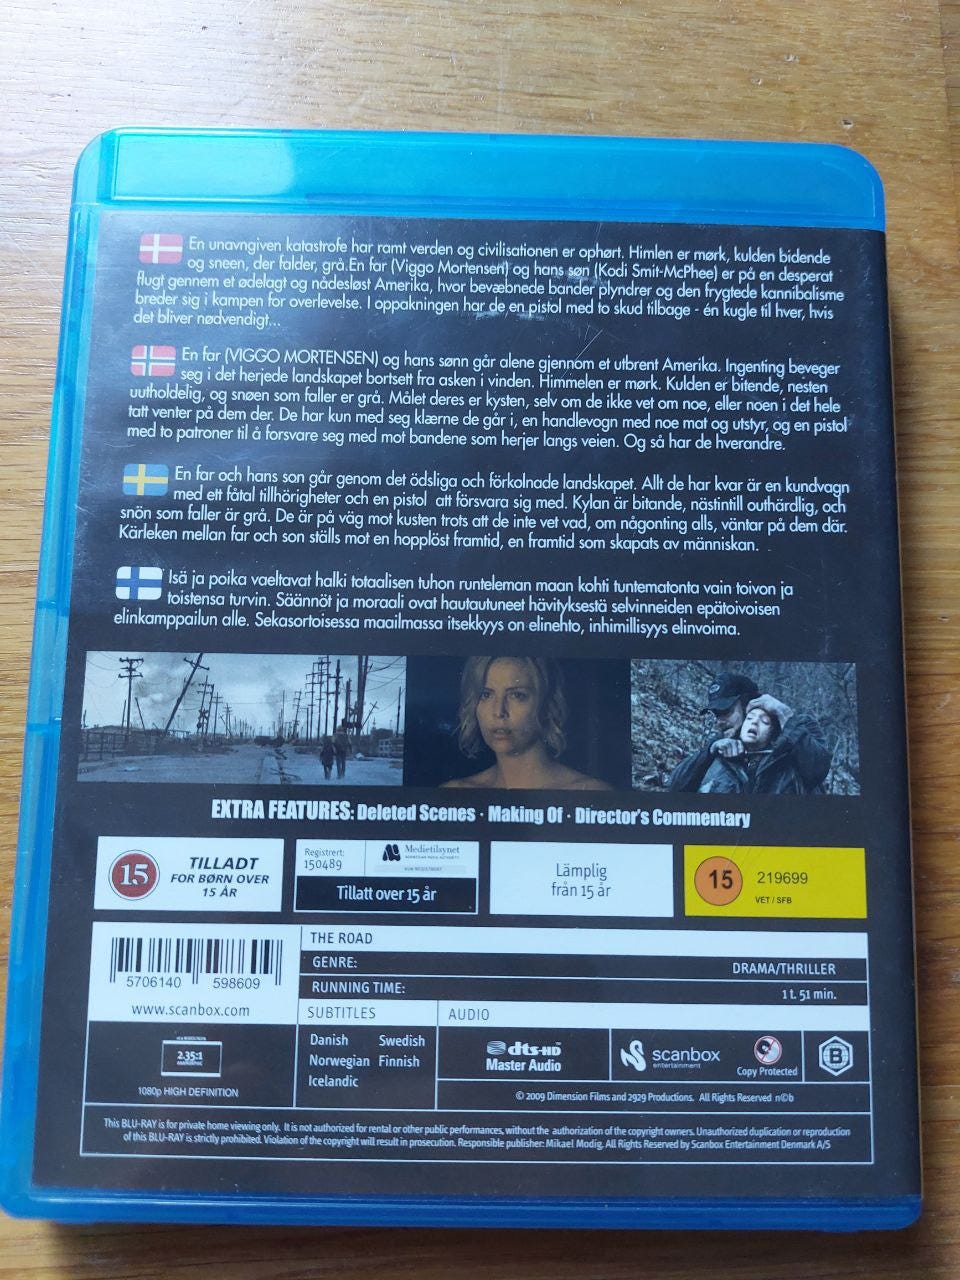 En unavngiven katastrofe har ramt verden og civilisationen er ophørt. Himlen er mørk, kulden bidende
og sneen, der falder, grå.En far (Viggo Mortensen) og hans søn (Kodi Smit-McPhee) er på en desperat
flugt gennem et ødelagt og nådesløst Amerika, hvor bevæbnede bander plyndrer og den frygtede kannibalisme
breder sig i kampen for overlevelse. I oppakningen har de en pistol med to skud tilbage - én kugle til hver, hvis
det bliver nødvendigt...
En far (VIGGO MORTENSEN) og hans sønn går alene gjennom et utbrent Amerika. Ingenting beveger
seg i det herjede landskapet bortsett fra asken i vinden. Himmelen er mørk. Kulden er bitende, nesten
uutholdelig, og snøen som faller er grå. Målet deres er kysten, selv om de ikke vet om noe, eller noen i det hele
tatt venter på dem der. De har kun med seg klærne de går i, en handlevogn med noe mat og utstyr, og en pistol
med to patroner til å forsvare seg med mot bandene som herjer langs veien. Og så har de hverandre.
En far och hans son går genom det ödsliga och förkolnade landskapet. Allt de har kvar är en kundvagn
med ett fåtal tillhörigheter och en pistol att försvara sig med. Kylan är bitande, nästintill outhärdlig, och
snön som faller är grå. De är på väg mot kusten trots att de inte vet vad, om någonting alls, väntar på dem där.
Kärleken mellan far och son ställs mot en hopplöst framtid, en framtid som skapats av människan.
Isä ja poika vaeltavat halki totaalisen tuhon runteleman maan kohti tuntematonta vain toivon ja
toistensa turvin. Säännöt ja moraali ovat hautautuneet hävityksestä selvinneiden epätoivoisen
elinkamppailun alle. Sekasortoisessa maailmassa itsekkyys on elinehto, inhimillisyys elinvoima.
EXTRA FEATURES: Deleted Scenes · Making Of · Director's Commentary
15 TILLADT
FOR BØRN OVER
15 ÅR
Registrert:
150489
Medietilsynet
NORWEGIAN MEDIA AUTHORITY
Tillatt over 15 år
Lämplig
från 15 år
15 219699
VET / SFB
5706140 598609
www.scanbox.com
2.35:1
1080p HIGH DEFINITION
THE ROAD
GENRE: DRAMA/THRILLER
RUNNING TIME: 1 t. 51 min.
SUBTITLES
Danish Swedish
Norwegian Finnish
Icelandic
AUDIO
dts-HD
Master Audio
scanbox
entertainment
Copy Protected
B
© 2009 Dimension Films and 2929 Productions. All Rights Reserved n©b
This BLU-RAY is for private home viewing only. It is not authorized for rental or other public performances, without the authorization of the copyright owners. Unauthorized duplication or reproduction
of this BLU-RAY is strictly prohibited. Violation of the copyright will result in prosecution. Responsible publisher: Mikael Modig, All Rights Reserved by Scanbox Entertainment Denmark A/S